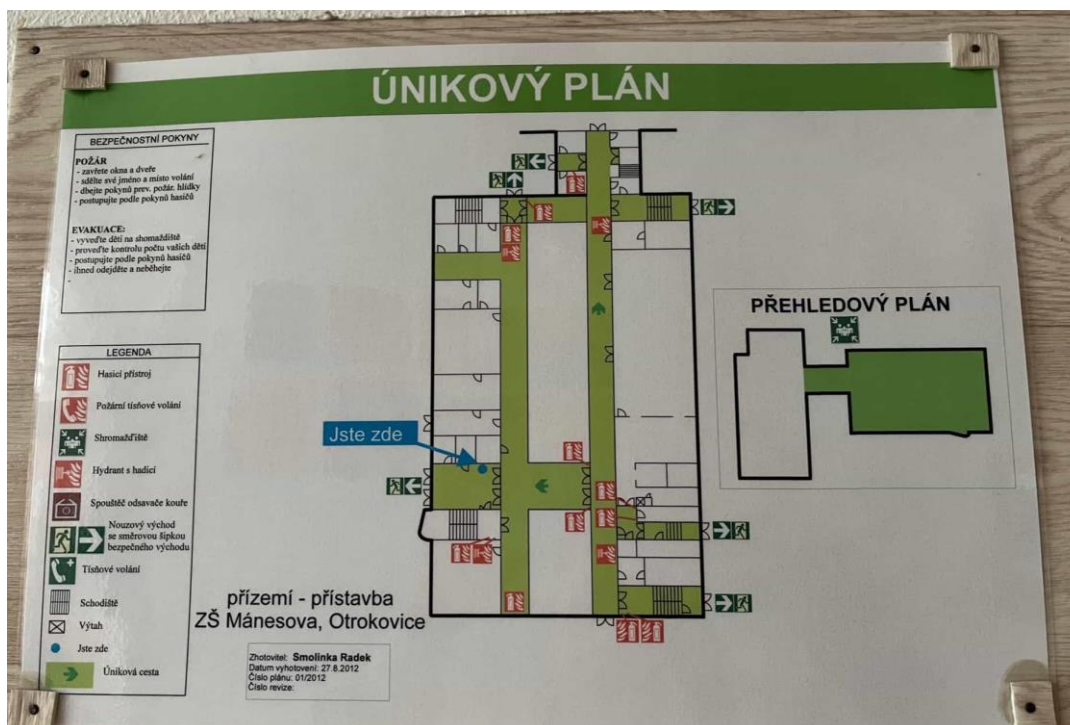 ÚNIKOVÝ PLÁN
BEZPEČNOSTNÍ POKYNY
POŽÁR
- zavřete okna a dveře
- sdělte své jméno a místo volání
- dbejte pokynů prev. požár. hlídky
- postupujte podle pokynů hasičů
EVAKUACE:
- vyveďte děti na shomaždiště
- proveďte kontrolu počtu vašich dětí
- postupujte podle pokynů hasičů
- ihned odejděte a neběhejte
-
LEGENDA
Hasicí přístroj
Požární tísňové volání
Shromaždiště
Hydrant s hadicí
Spouštěč odsavače kouře
Nouzový východ
se směrovou šipkou
bezpečného východu
Tísňové volání
Schodiště
Výtah
Jste zde
Úniková cesta
Jste zde
PŘEHLEDOVÝ PLÁN
přízemí - přístavba
ZŠ Mánesova, Otrokovice
Zhotovitel: Smolinka Radek
Datum vyhotovení: 27.8.2012
Číslo plánu: 01/2012
Číslo revize: